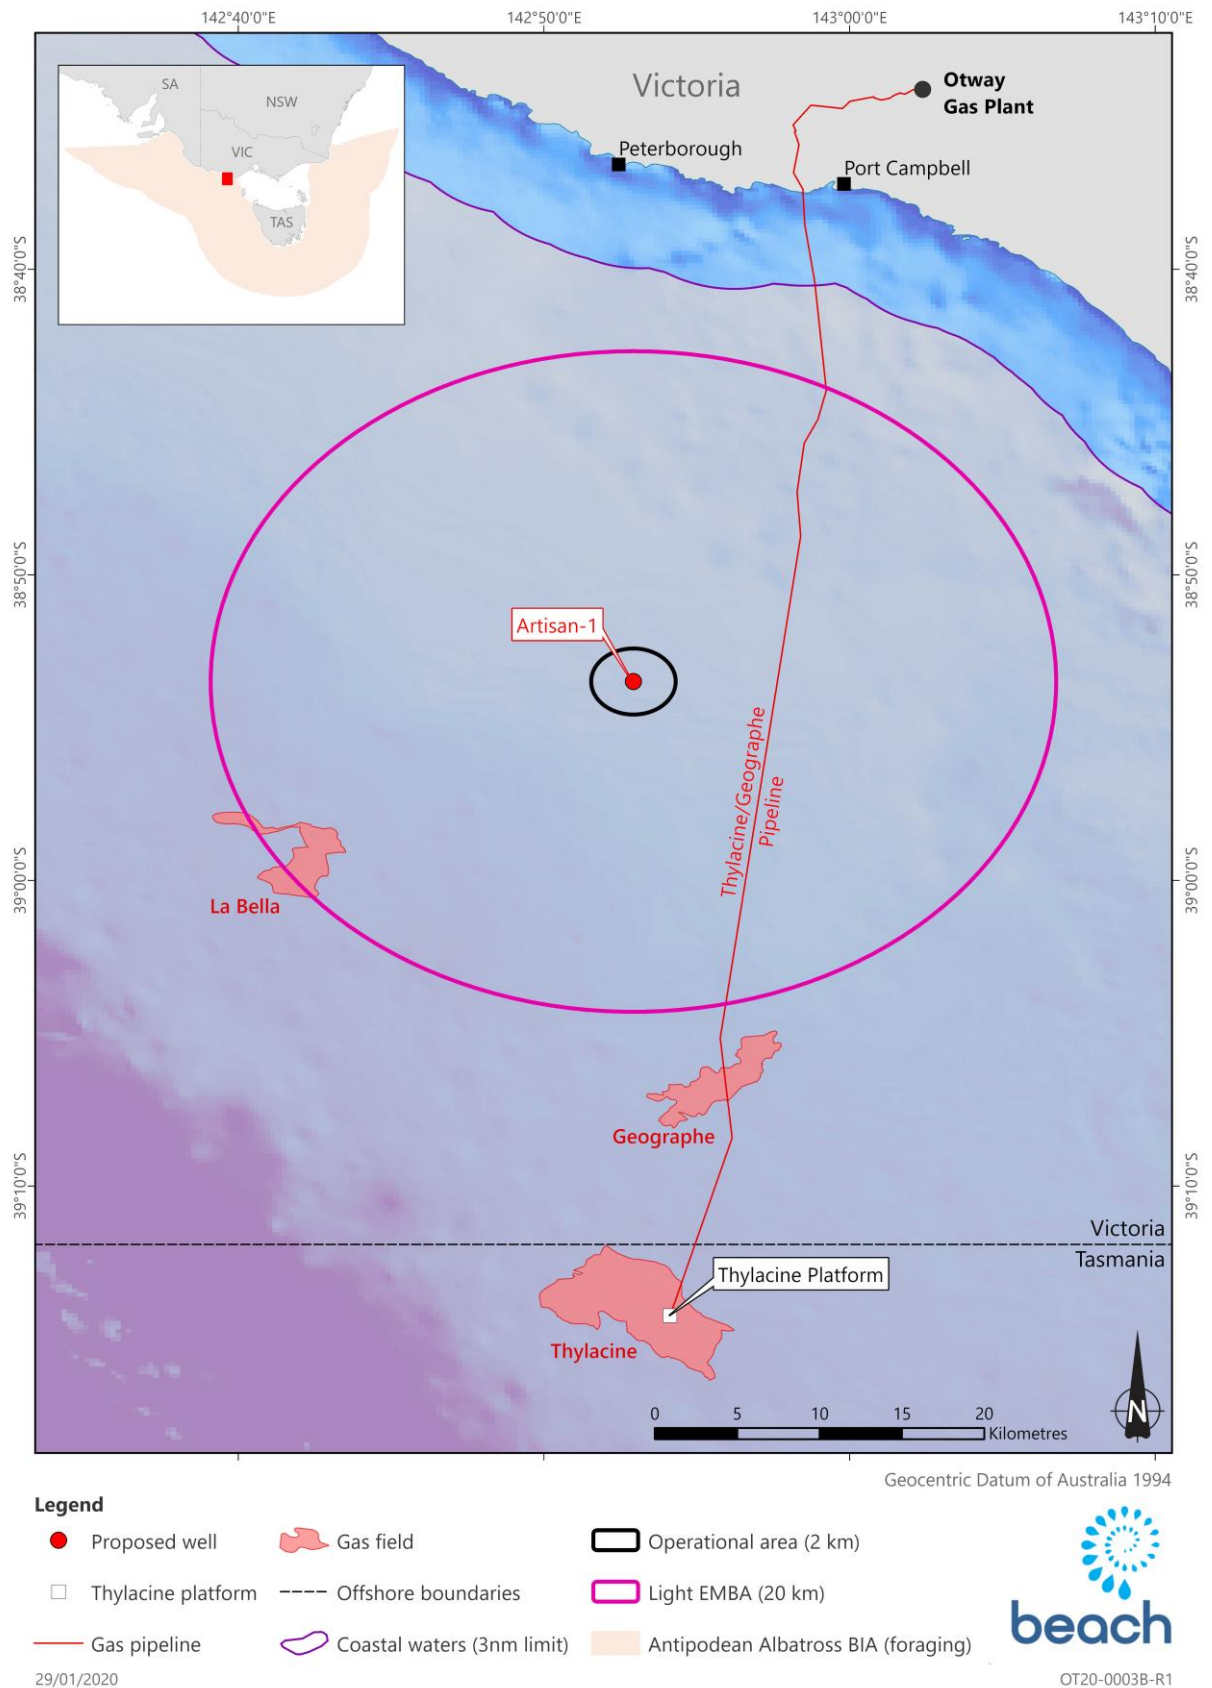 142°40'0"E
142°50'0"E
143°00'0"E
143°10'0"E
SA
NSW
VIC
TAS
Victoria
Otway
Gas Plant
Peterborough
Port Campbell
38°40'0"S
38°40'0"S
38°50'0"S
38°50'0"S
Artisan-1
Thylacine/Geographe
Pipeline
39°00'0"S
39°00'0"S
La Bella
Geographe
39°10'0"S
39°10'0"S
Victoria
Tasmania
Thylacine Platform
Thylacine
0 5 10 15 20
Kilometres
N
Geocentric Datum of Australia 1994
Legend
Proposed well
Gas field
Operational area (2 km)
Thylacine platform
Offshore boundaries
Light EMBA (20 km)
Gas pipeline
Coastal waters (3nm limit)
Antipodean Albatross BIA (foraging)
beach
29/01/2020
OT20-0003B-R1